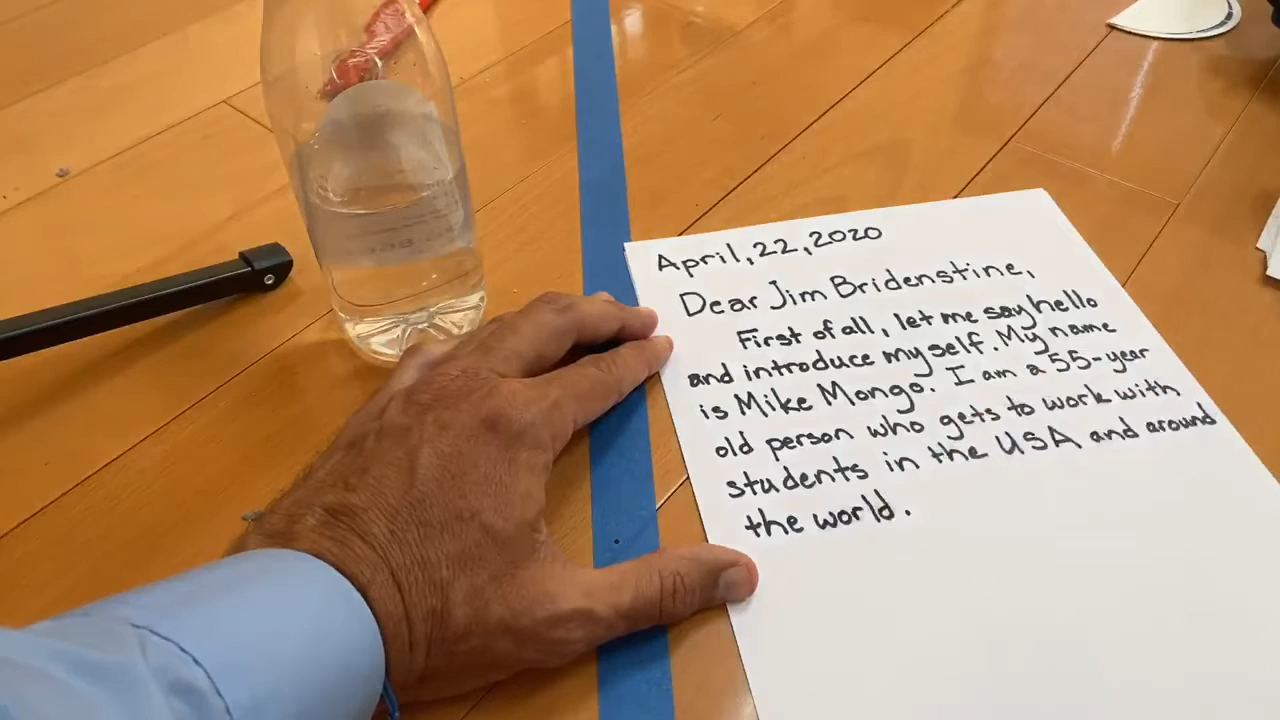 April, 22, 2020
Dear Jim Bridenstine,
First of all, let me say hello
and introduce myself. My name
is Mike Mongo. I am a 55-year
old person who gets to work with
students in the USA and around
the world.